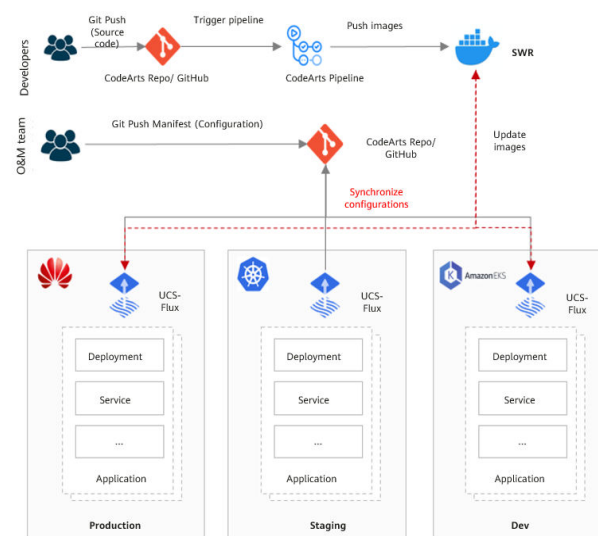 Git Push
(Source
code)
Trigger pipeline
Push images
Developers
CodeArts Repo/ GitHub
CodeArts Pipeline
SWR
O&M team
Git Push Manifest (Configuration)
CodeArts Repo/
GitHub
Update
images
Synchronize
configurations
UCS-
Flux
UCS-
Flux
K AmazonEKS
UCS-
Flux
Deployment
Deployment
Deployment
Service
Service
Service
...
...
...
Application
Application
Application
Production
Staging
Dev